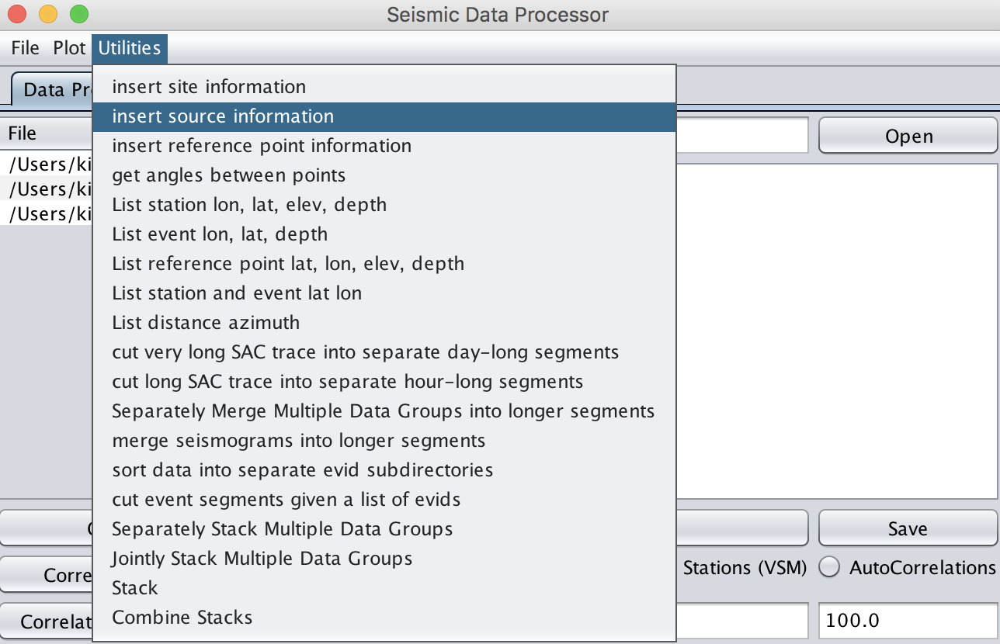 Seismic Data Processor
File Plot Utilities
Data Pr
insert site information
insert source information
File
Open
insert reference point information
/Users/ki
get angles between points
/Users/ki
List station lon, lat, elev, depth
/Users/ki
List event lon, lat, depth
List reference point lat, lon, elev, depth
List station and event lat lon
List distance azimuth
cut very long SAC trace into separate day-long segments
cut long SAC trace into separate hour-long segments
Separately Merge Multiple Data Groups into longer segments
merge seismograms into longer segments
sort data into separate evid subdirectories
cut event segments given a list of evids
Separately Stack Multiple Data Groups
Save
Jointly Stack Multiple Data Groups
Corre
Stations (VSM)
AutoCorrelations
Stack
Combine Stacks
Correlat
100.0